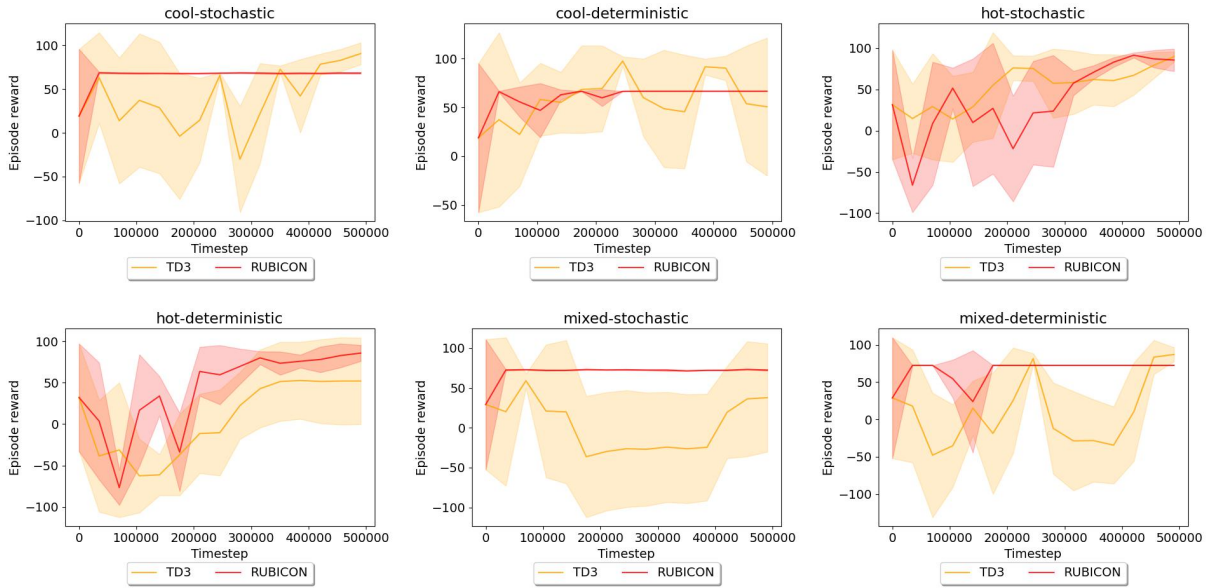 cool-stochastic
100
50
0
−50
−100
Episode reward
0 100000 200000 300000 400000 500000
Timestep
TD3 RUBICON
cool-deterministic
100
50
0
−50
Episode reward
0 100000 200000 300000 400000 500000
Timestep
TD3 RUBICON
hot-stochastic
100
50
0
−50
−100
Episode reward
0 100000 200000 300000 400000 500000
Timestep
TD3 RUBICON
hot-deterministic
100
50
0
−50
−100
Episode reward
0 100000 200000 300000 400000 500000
Timestep
TD3 RUBICON
mixed-stochastic
100
50
0
−50
−100
Episode reward
0 100000 200000 300000 400000 500000
Timestep
TD3 RUBICON
mixed-deterministic
100
50
0
−50
−100
Episode reward
0 100000 200000 300000 400000 500000
Timestep
TD3 RUBICON